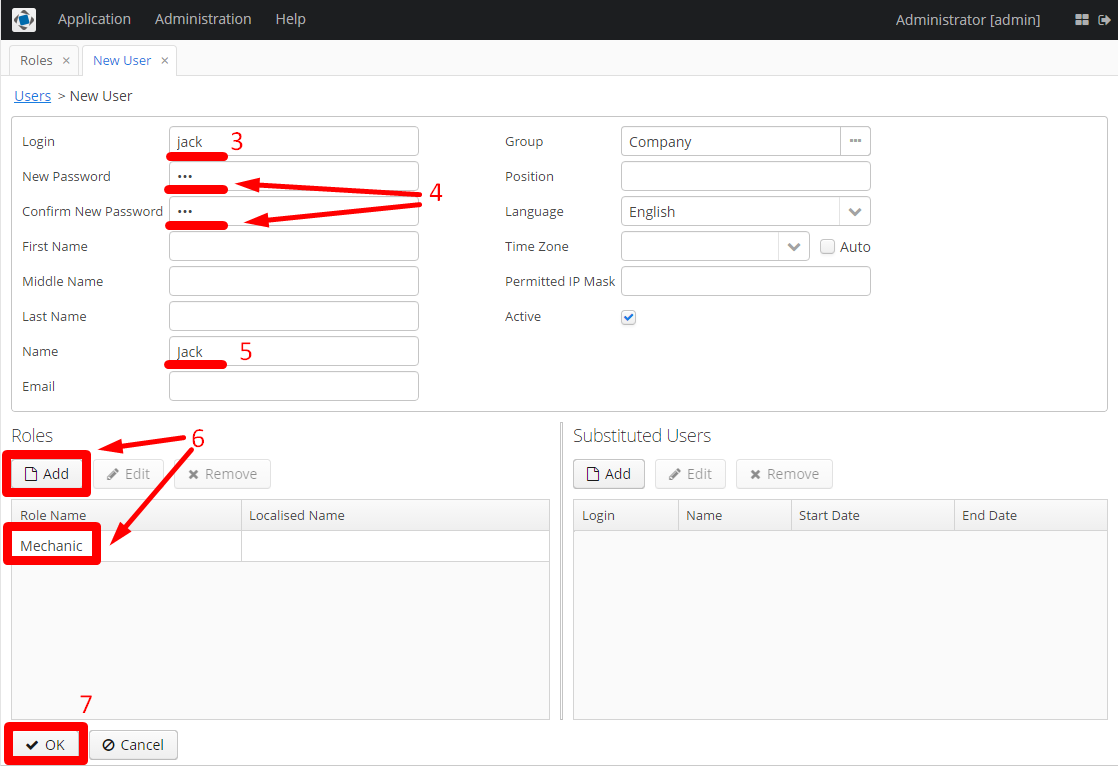 Application Administration Help Administrator [admin]
Roles × New User ×
Users > New User
Login jack 3
New Password ••• 
Confirm New Password •••
4
First Name
Middle Name
Last Name
Name Jack 5
Email
Group Company ···
Position
Language English
Time Zone Auto
Permitted IP Mask
Active
Roles
6
Add Edit Remove
Role Name Localised Name
Mechanic
Substituted Users
Add Edit Remove
Login Name Start Date End Date
7
OK Cancel